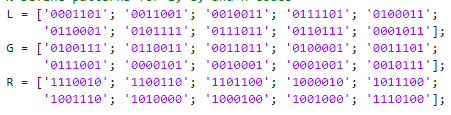 L = ['0001101'; '0011001'; '0010011'; '0111101'; '0100011';
'0110001'; '0101111'; '0111011'; '0110111'; '0001011'];
G = ['0100111'; '0110011'; '0011011'; '0100001'; '0011101';
'0111001'; '0000101'; '0010001'; '0001001'; '0010111'];
R = ['1110010'; '1100110'; '1101100'; '1000010'; '1011100';
'1001110'; '1010000'; '1000100'; '1001000'; '1110100'];